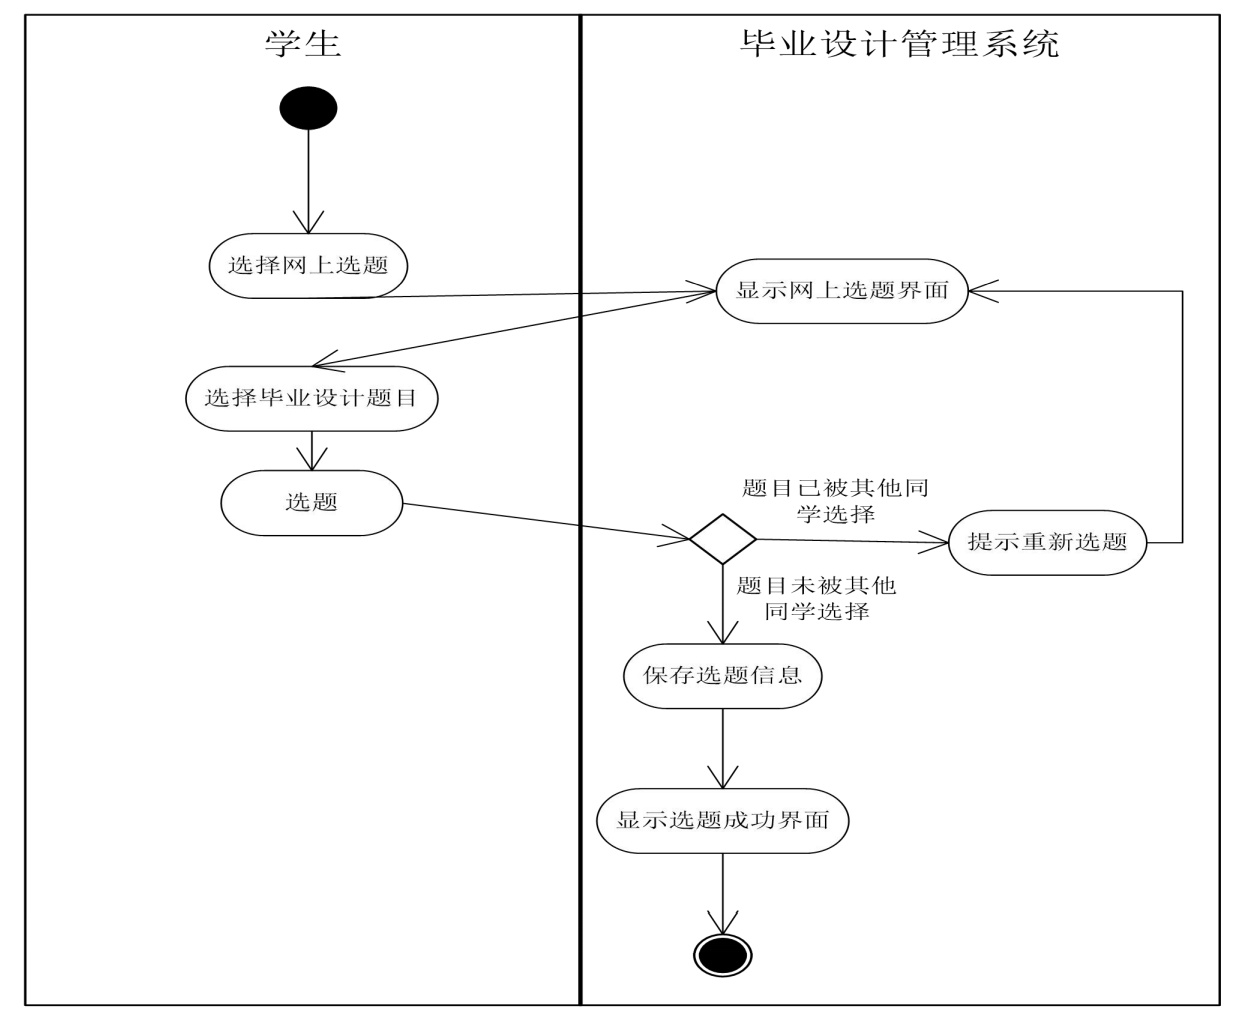 学生
毕业设计管理系统
选择网上选题
显示网上选题界面
选择毕业设计题目
选题
题目已被其他同
学选择
提示重新选题
题目未被其他
同学选择
保存选题信息
显示选题成功界面